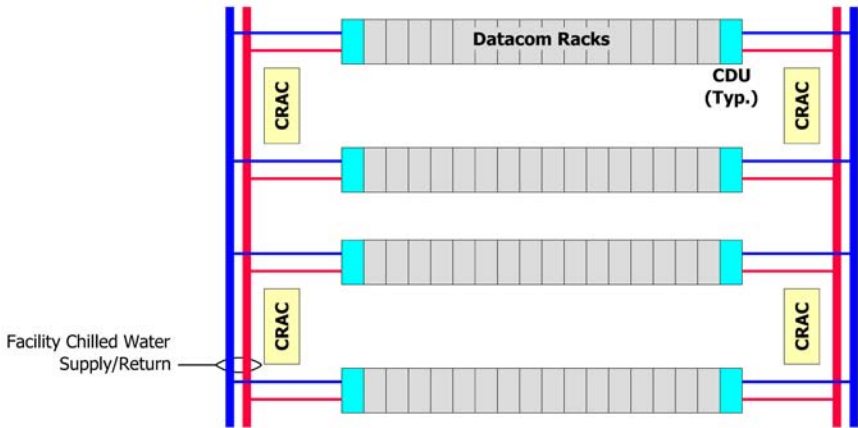 Datacom Racks
CDU
(Typ.)
CRAC
CRAC
Facility Chilled Water
Supply/Return
CRAC
CRAC